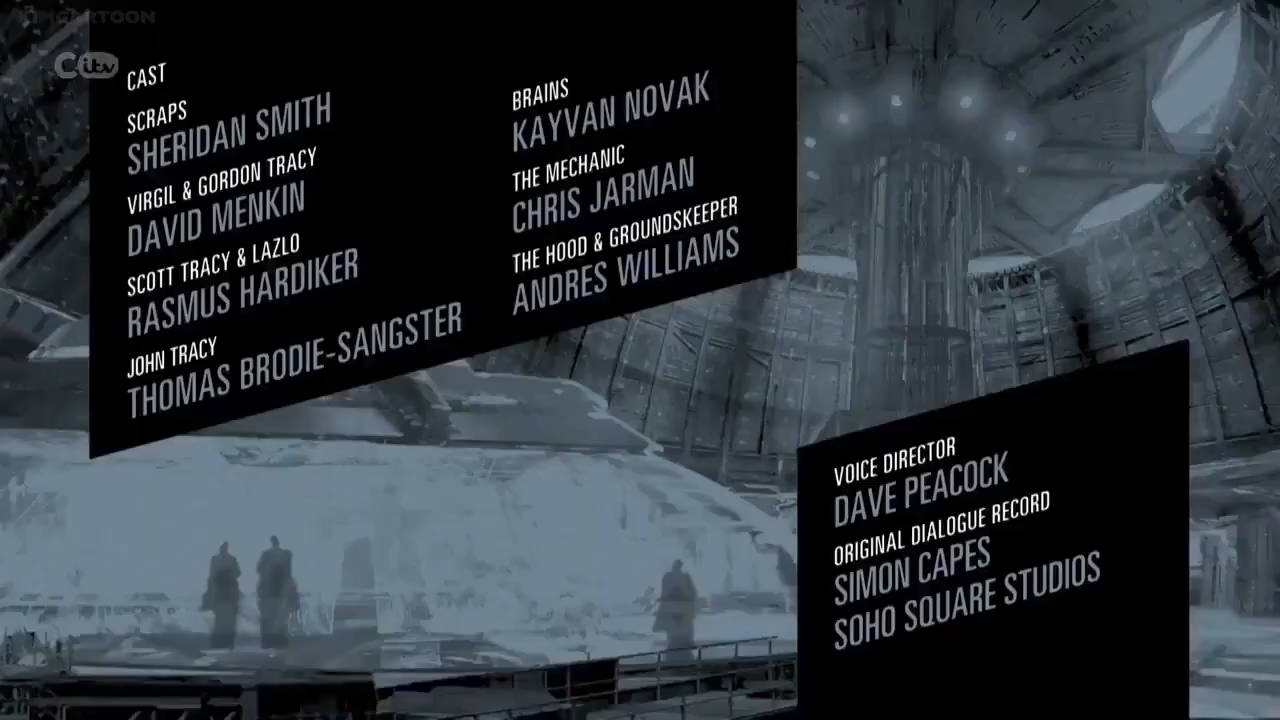 KIMCARTOON
Citv
CAST
SCRAPS
SHERIDAN SMITH
VIRGIL & GORDON TRACY
DAVID MENKIN
SCOTT TRACY & LAZLO
RASMUS HARDIKER
JOHN TRACY
THOMAS BRODIE-SANGSTER
BRAINS
KAYVAN NOVAK
THE MECHANIC
CHRIS JARMAN
THE HOOD & GROUNDSKEEPER
ANDRES WILLIAMS
VOICE DIRECTOR
DAVE PEACOCK
ORIGINAL DIALOGUE RECORD
SIMON CAPES
SOHO SQUARE STUDIOS